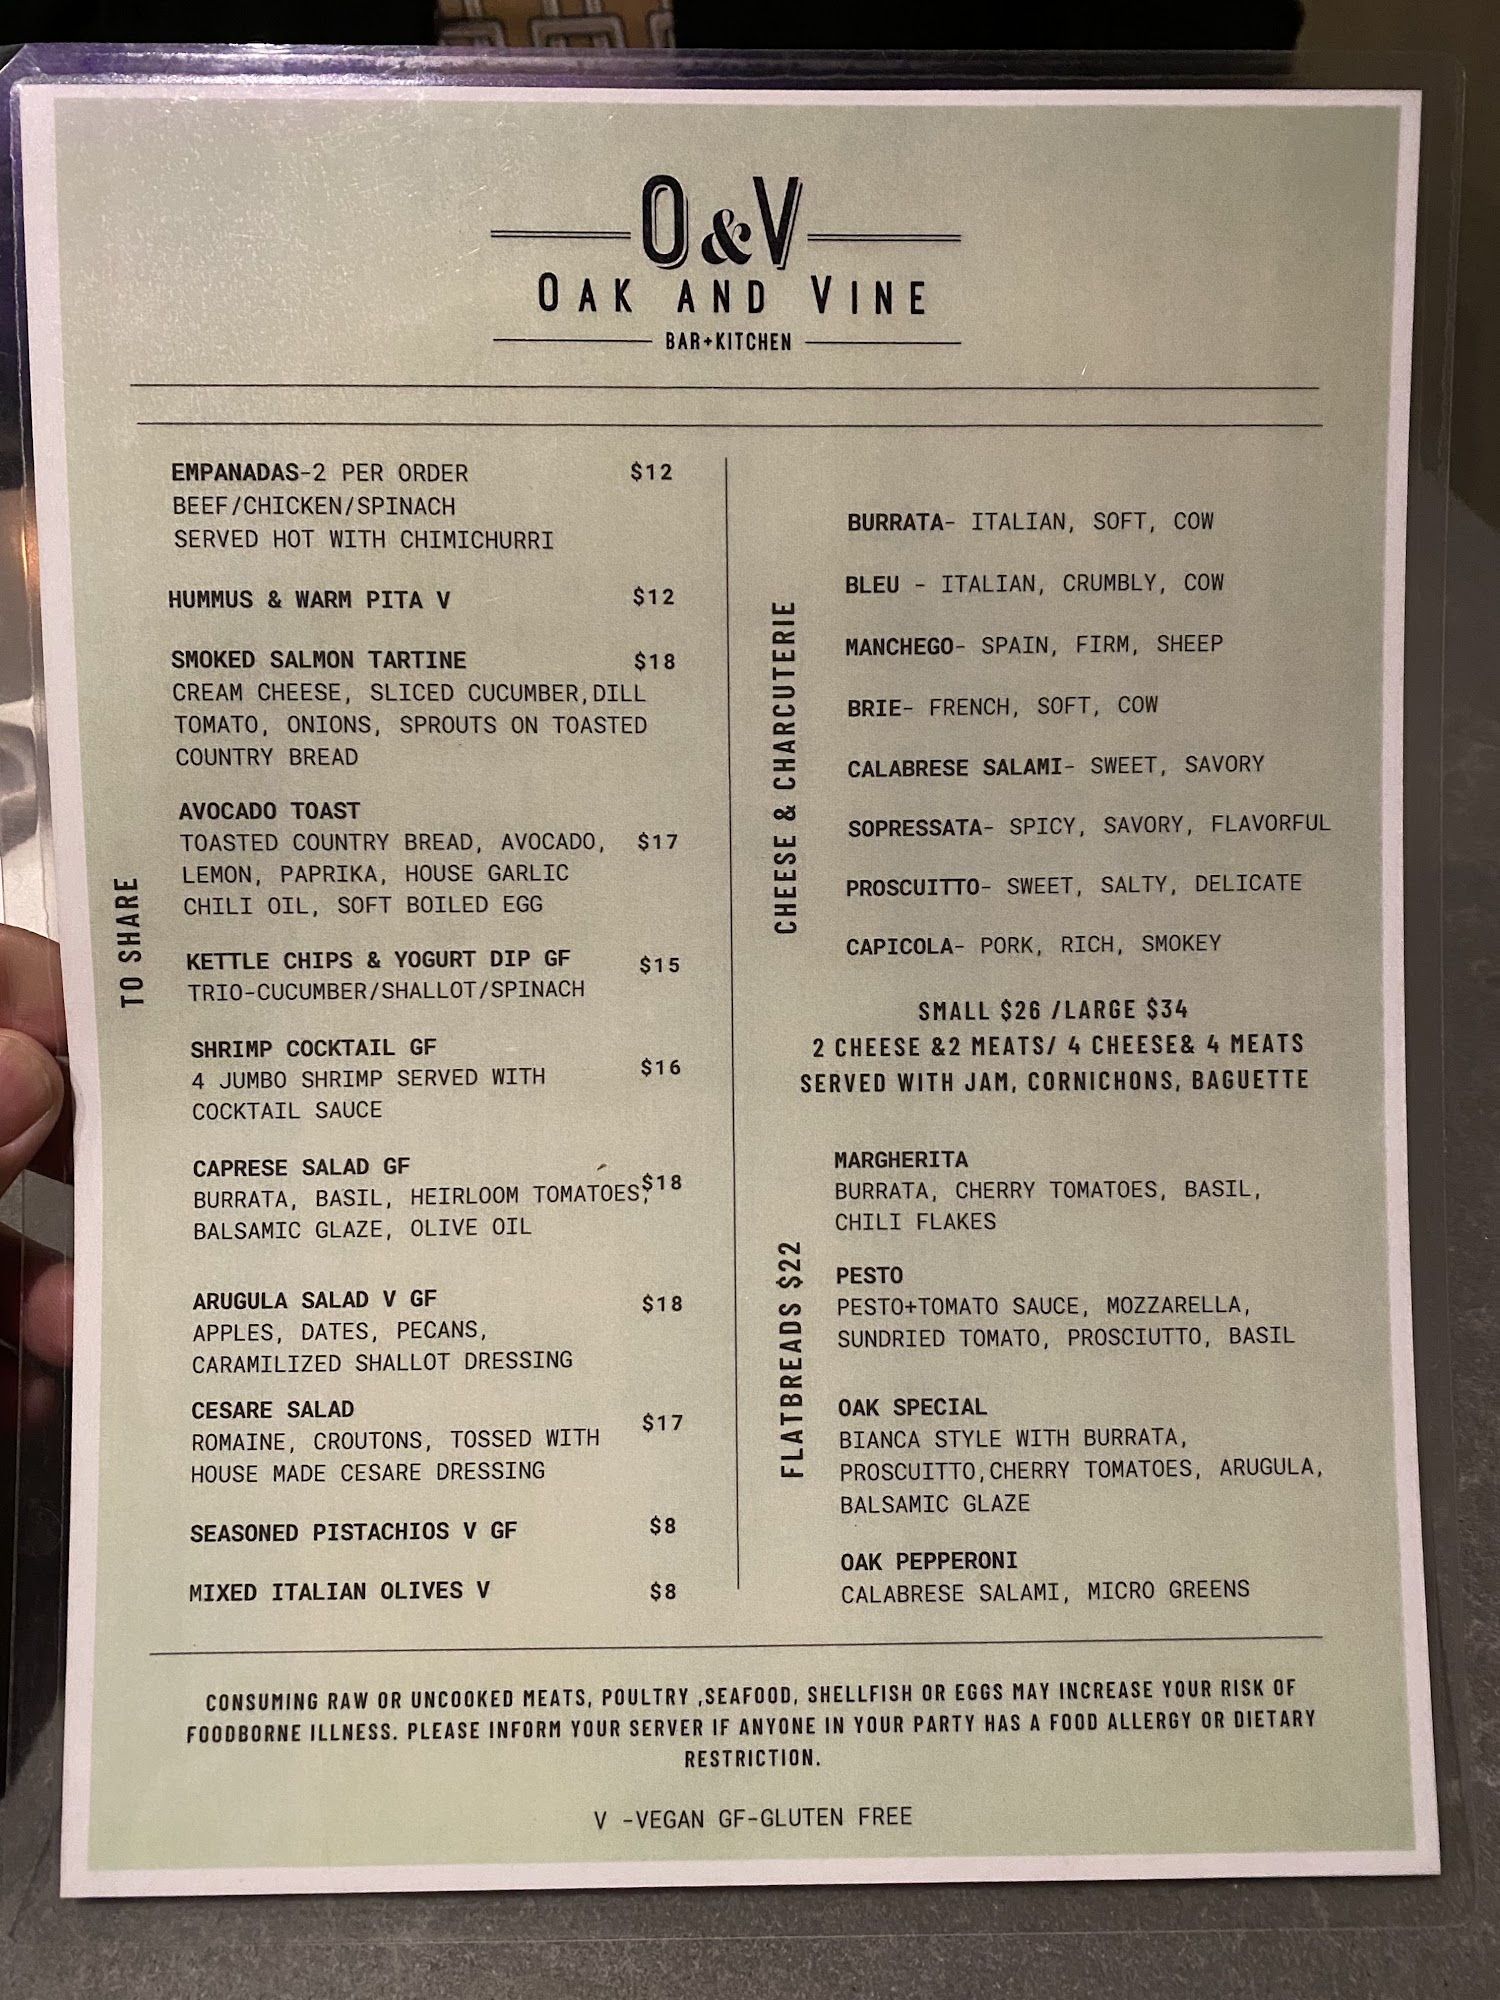 O&V
OAK AND VINE
BAR+KITCHEN
TO SHARE
EMPANADAS-2 PER ORDER $12
BEEF/CHICKEN/SPINACH
SERVED HOT WITH CHIMICHURRI
HUMMUS & WARM PITA V $12
SMOKED SALMON TARTINE $18
CREAM CHEESE, SLICED CUCUMBER,DILL
TOMATO, ONIONS, SPROUTS ON TOASTED
COUNTRY BREAD
AVOCADO TOAST
TOASTED COUNTRY BREAD, AVOCADO, $17
LEMON, PAPRIKA, HOUSE GARLIC
CHILI OIL, SOFT BOILED EGG
KETTLE CHIPS & YOGURT DIP GF $15
TRIO-CUCUMBER/SHALLOT/SPINACH
SHRIMP COCKTAIL GF
4 JUMBO SHRIMP SERVED WITH $16
COCKTAIL SAUCE
CAPRESE SALAD GF
BURRATA, BASIL, HEIRLOOM TOMATOES, $18
BALSAMIC GLAZE, OLIVE OIL
ARUGULA SALAD V GF $18
APPLES, DATES, PECANS,
CARAMILIZED SHALLOT DRESSING
CESARE SALAD
ROMAINE, CROUTONS, TOSSED WITH $17
HOUSE MADE CESARE DRESSING
SEASONED PISTACHIOS V GF $8
MIXED ITALIAN OLIVES V $8
CHEESE & CHARCUTERIE
BURRATA- ITALIAN, SOFT, COW
BLEU - ITALIAN, CRUMBLY, COW
MANCHEGO- SPAIN, FIRM, SHEEP
BRIE- FRENCH, SOFT, COW
CALABRESE SALAMI- SWEET, SAVORY
SOPRESSATA- SPICY, SAVORY, FLAVORFUL
PROSCUITTO- SWEET, SALTY, DELICATE
CAPICOLA- PORK, RICH, SMOKEY
SMALL $26 /LARGE $34
2 CHEESE &2 MEATS/ 4 CHEESE& 4 MEATS
SERVED WITH JAM, CORNICHONS, BAGUETTE
FLATBREADS $22
MARGHERITA
BURRATA, CHERRY TOMATOES, BASIL,
CHILI FLAKES
PESTO
PESTO+TOMATO SAUCE, MOZZARELLA,
SUNDRIED TOMATO, PROSCIUTTO, BASIL
OAK SPECIAL
BIANCA STYLE WITH BURRATA,
PROSCUITTO,CHERRY TOMATOES, ARUGULA,
BALSAMIC GLAZE
OAK PEPPERONI
CALABRESE SALAMI, MICRO GREENS
CONSUMING RAW OR UNCOOKED MEATS, POULTRY ,SEAFOOD, SHELLFISH OR EGGS MAY INCREASE YOUR RISK OF
FOODBORNE ILLNESS. PLEASE INFORM YOUR SERVER IF ANYONE IN YOUR PARTY HAS A FOOD ALLERGY OR DIETARY
RESTRICTION.
V -VEGAN GF-GLUTEN FREE